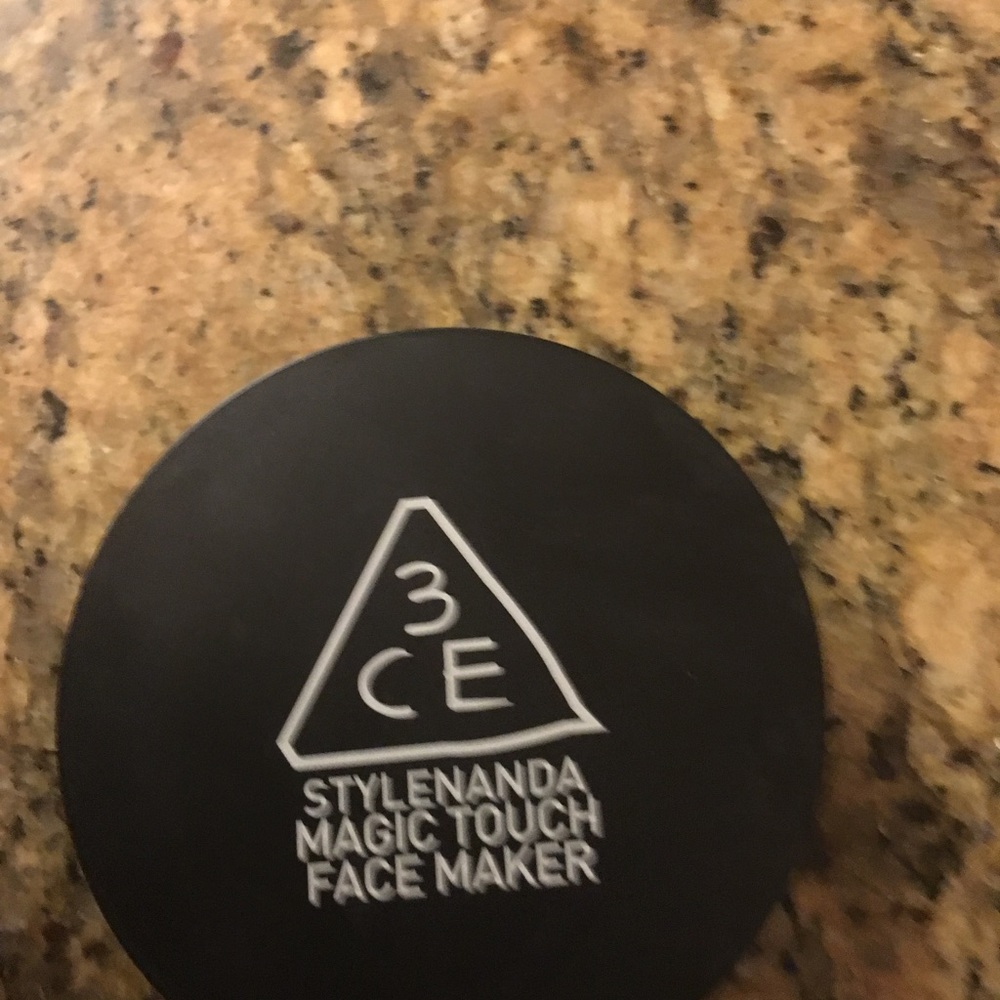 3
CE
STYLENANDA
MAGIC TOUCH
FACE MAKER